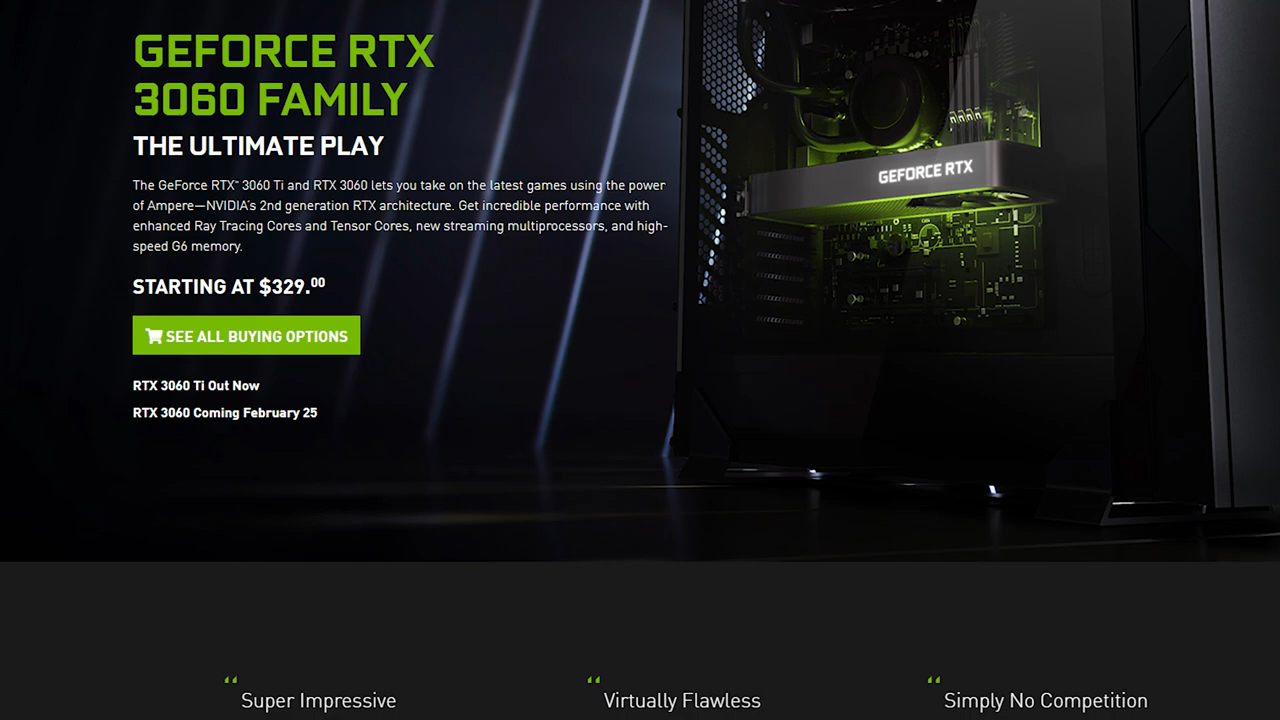 GEFORCE RTX
3060 FAMILY
THE ULTIMATE PLAY
The GeForce RTX™ 3060 Ti and RTX 3060 lets you take on the latest games using the power
of Ampere—NVIDIA's 2nd generation RTX architecture. Get incredible performance with
enhanced Ray Tracing Cores and Tensor Cores, new streaming multiprocessors, and high-
speed G6 memory.
STARTING AT $329.00
SEE ALL BUYING OPTIONS
RTX 3060 Ti Out Now
RTX 3060 Coming February 25
GEFORCE RTX
“ Super Impressive
“ Virtually Flawless
“ Simply No Competition